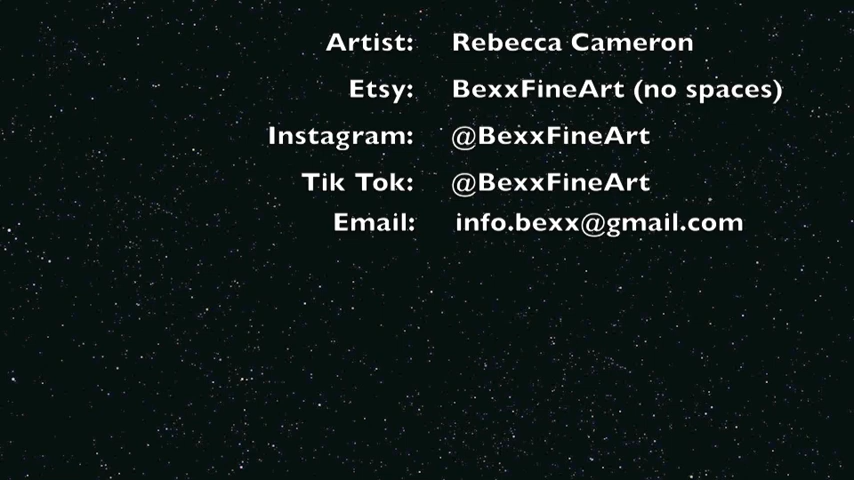 Artist: Rebecca Cameron
Etsy: BexxFineArt (no spaces)
Instagram: @BexxFineArt
Tik Tok: @BexxFineArt
Email: info.bexx@gmail.com